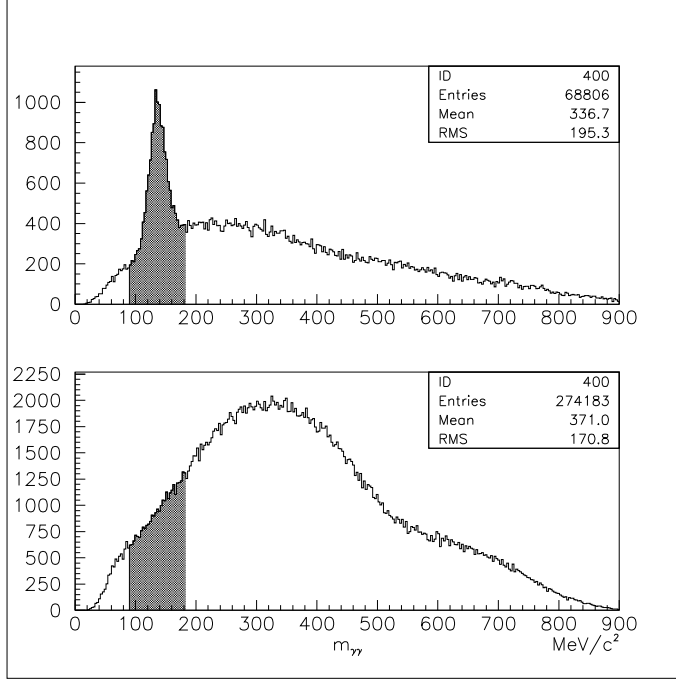 ID 400
Entries 68806
Mean 336.7
RMS 195.3
1000
800
600
400
200
0
0 100 200 300 400 500 600 700 800 900
ID 400
Entries 274183
Mean 371.0
RMS 170.8
2250
2000
1750
1500
1250
1000
750
500
250
0
0 100 200 300 400 500 600 700 800 900
mγγ MeV/c²